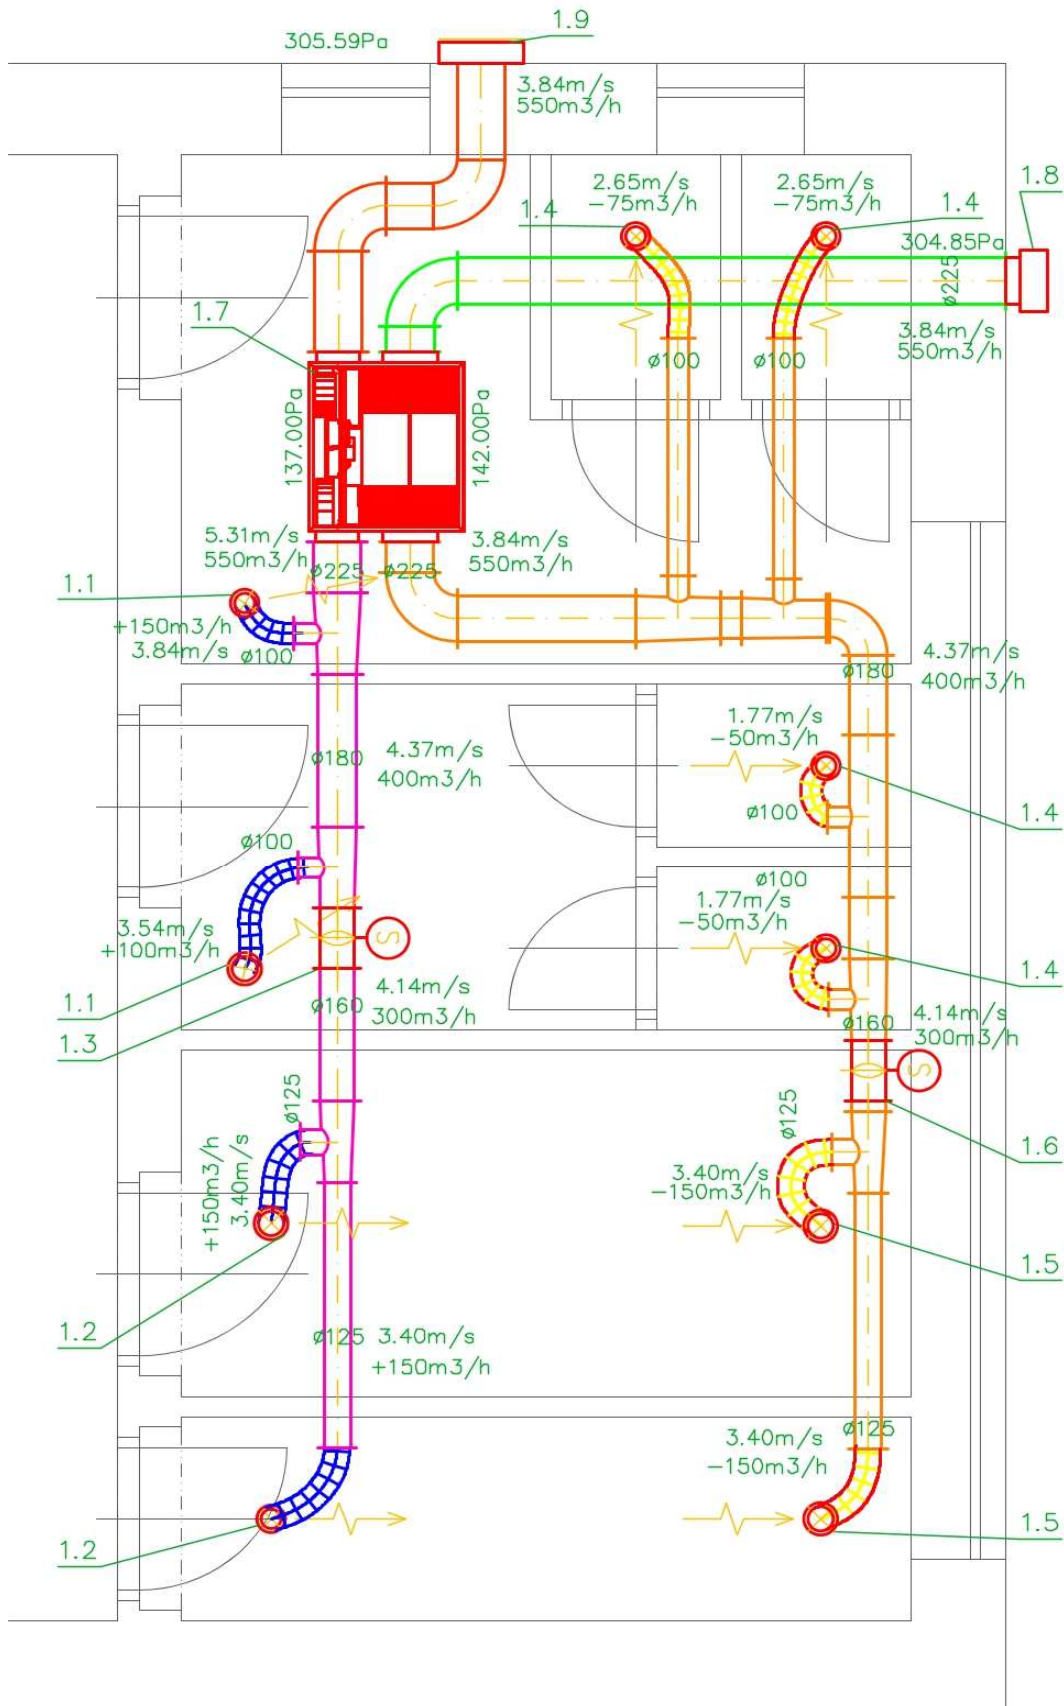 1.9
305.59Pa
3.84m/s
550m3/h
2.65m/s
-75m3/h
2.65m/s
-75m3/h
1.8
1.4
1.4
304.85Pa
ø225
1.7
3.84m/s
550m3/h
ø100
ø100
137.00Pa
142.00Pa
5.31m/s
550m3/h
3.84m/s
550m3/h
ø225
ø225
1.1
+150m3/h
3.84m/s
ø100
4.37m/s
400m3/h
ø180
1.77m/s
-50m3/h
4.37m/s
400m3/h
ø180
ø100
1.4
ø100
ø100
1.77m/s
-50m3/h
3.54m/s
+100m3/h
S
1.4
1.1
4.14m/s
300m3/h
ø160
ø160
4.14m/s
300m3/h
1.3
S
ø125
ø125
1.6
+150m3/h
3.40m/s
3.40m/s
-150m3/h
1.5
1.2
ø125
3.40m/s
+150m3/h
ø125
3.40m/s
-150m3/h
1.5
1.2